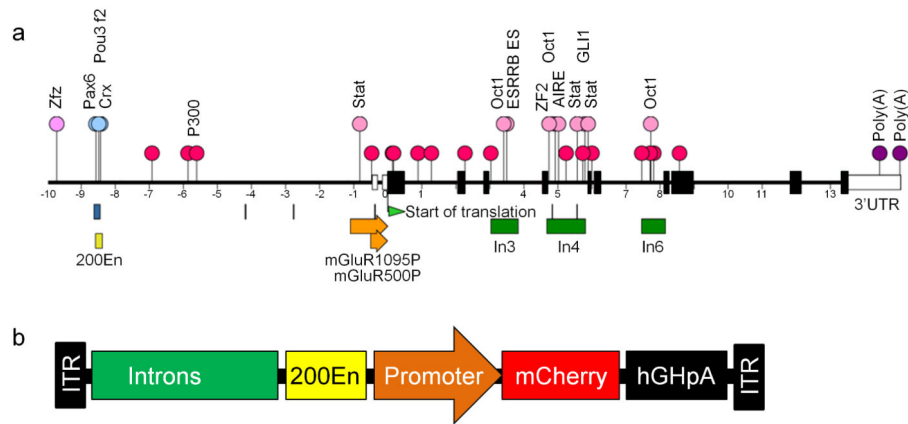 a
Zfz
Pax6
Pou3 f2
Crx
P300
Stat
Oct1
ESRRB ES
ZF2
Oct1
AIRE
Stat
GLI1
Stat
Oct1
Poly(A)
Poly(A)
-10 -9 -8 -7 -6 -5 -4 -3 -2 -1 0 1 2 3 4 5 6 7 8 9 10 11 12 13
3'UTR
Start of translation
200En
mGluR1095P
mGluR500P
In3
In4
In6
b
ITR Introns 200En Promoter mCherry hGHpA ITR